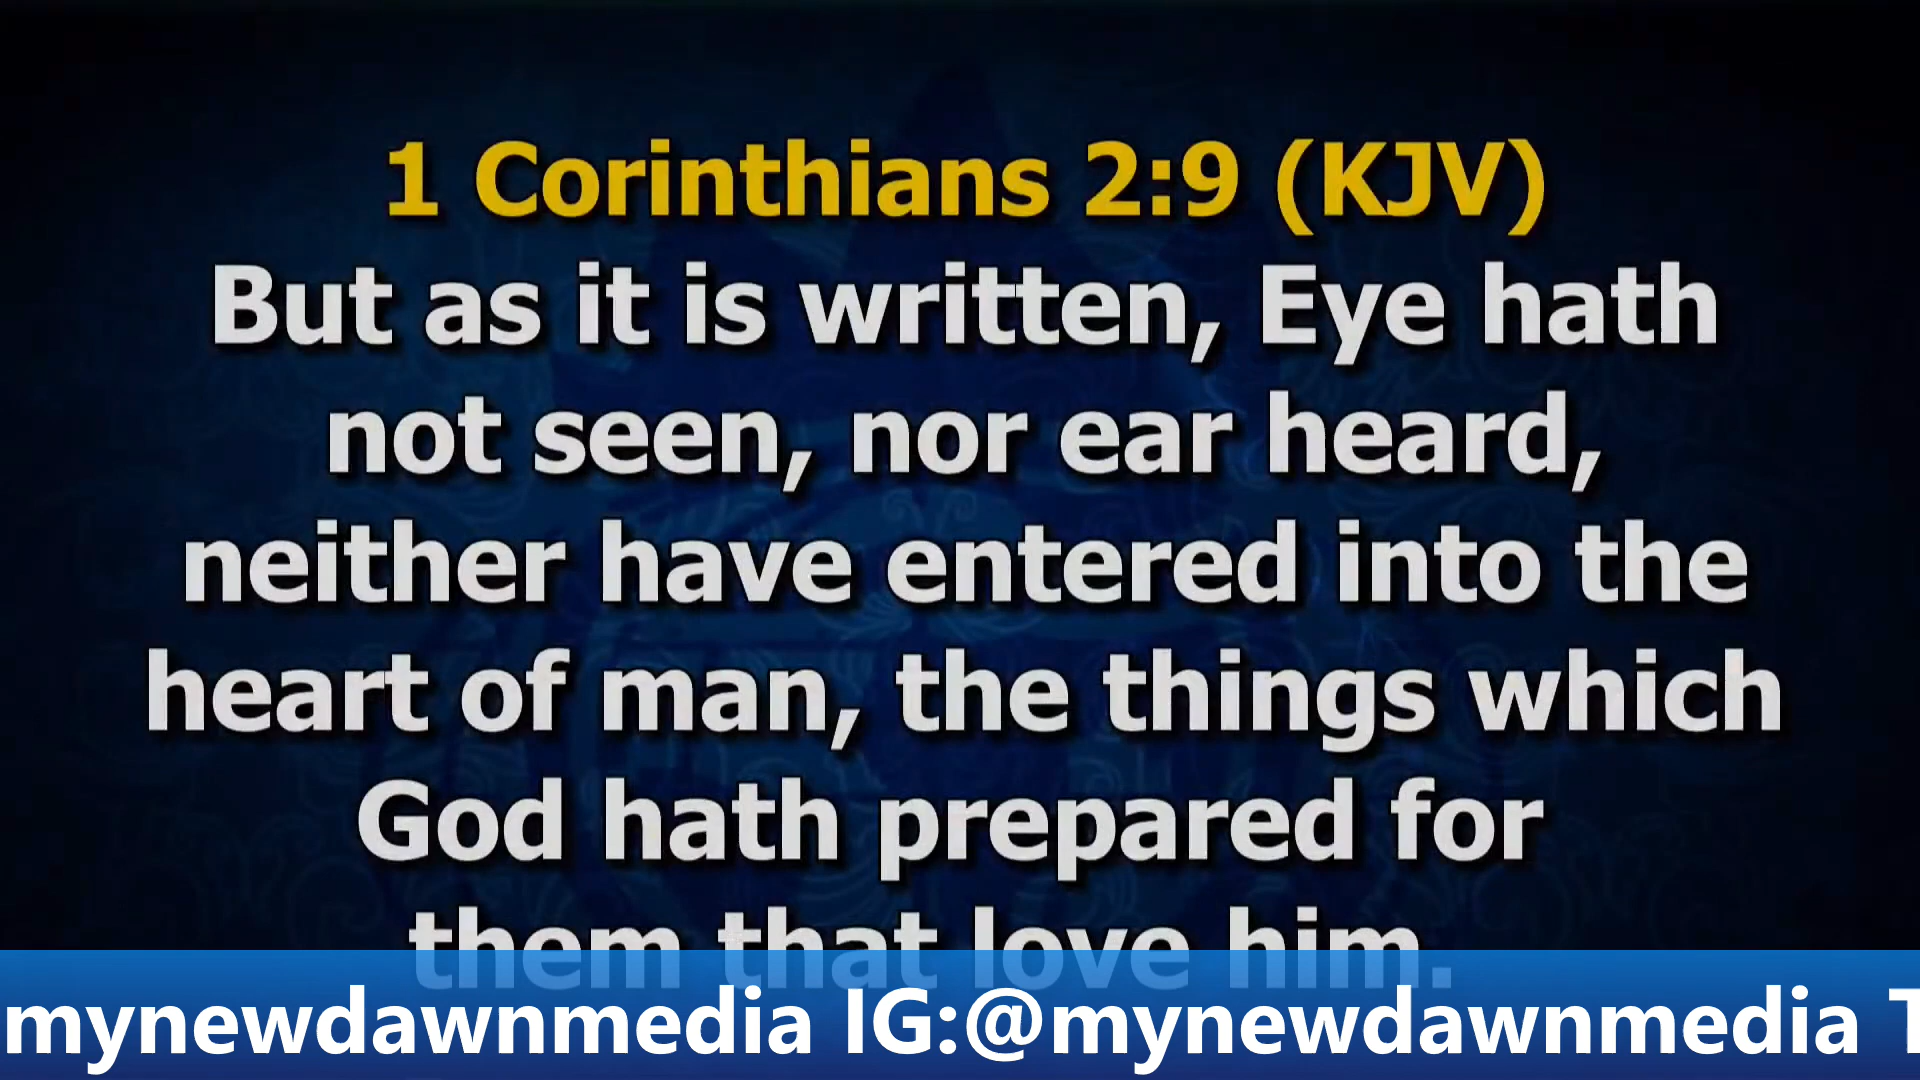 1 Corinthians 2:9 (KJV)
But as it is written, Eye hath
not seen, nor ear heard,
neither have entered into the
heart of man, the things which
God hath prepared for
them that love him.
mynewdawnmedia IG:@mynewdawnmedia T